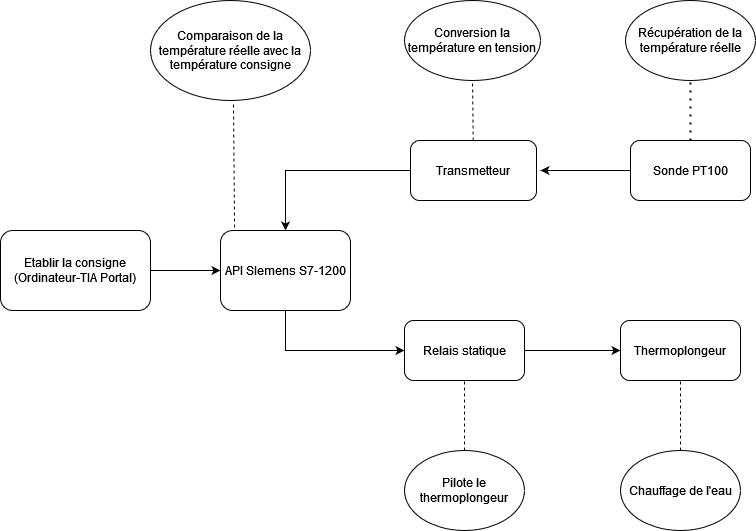 Comparaison de la
température réelle avec la
température consigne
Conversion la
température en tension
Récupération de la
température réelle
Transmetteur
Sonde PT100
Etablir la consigne
(Ordinateur-TIA Portal)
API SIemens S7-1200
Relais statique
Thermoplongeur
Pilote le
thermoplongeur
Chauffage de l'eau